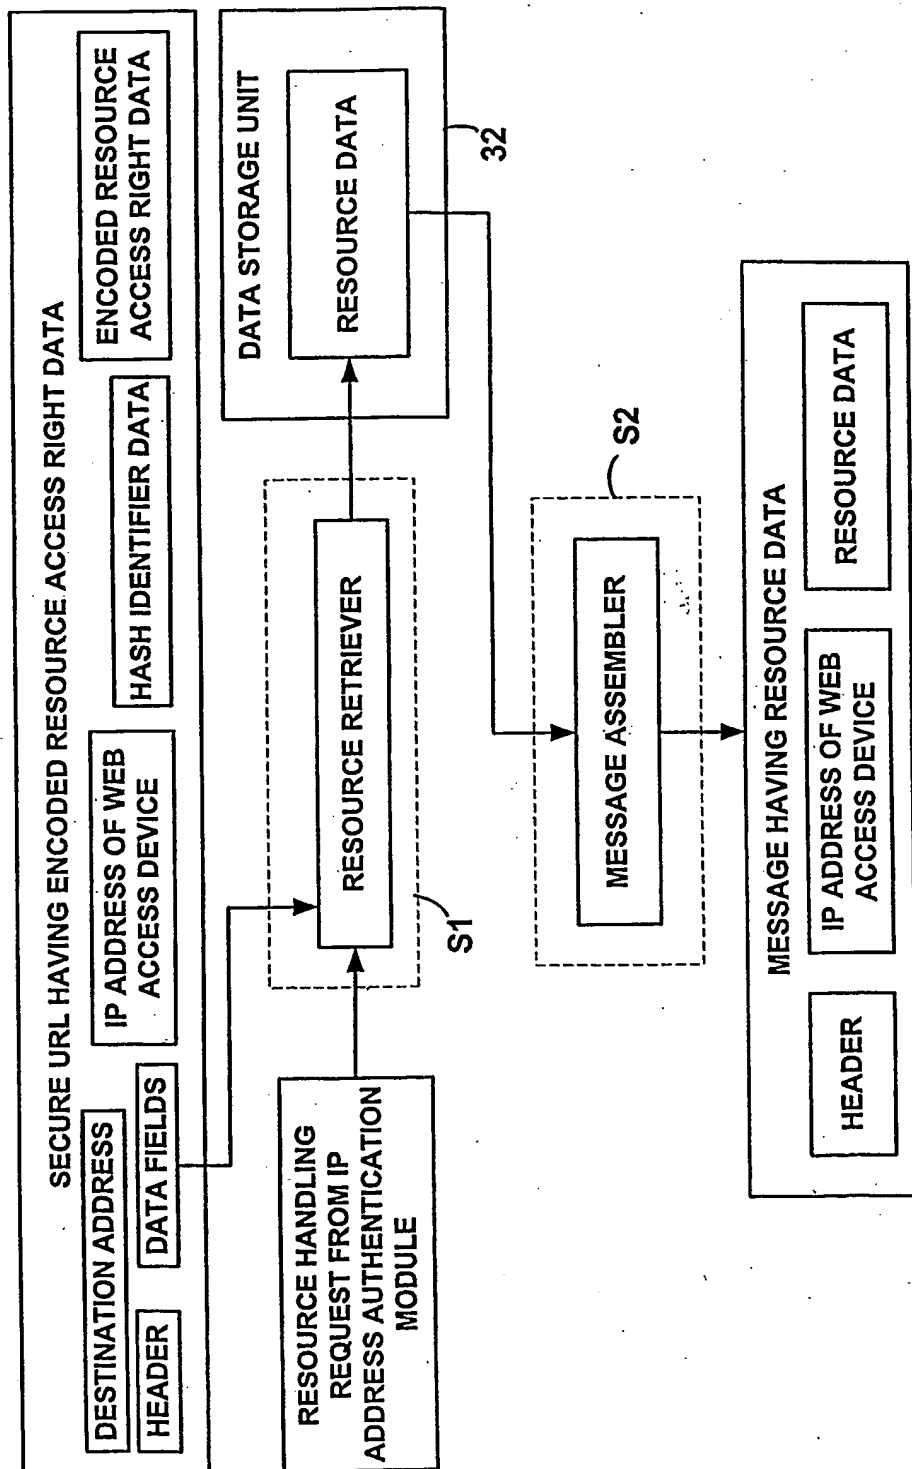 SECURE URL HAVING ENCODED RESOURCE ACCESS RIGHT DATA
DESTINATION ADDRESS
HEADER
DATA FIELDS
IP ADDRESS OF WEB
ACCESS DEVICE
HASH IDENTIFIER DATA
ENCODED RESOURCE
ACCESS RIGHT DATA
RESOURCE HANDLING
REQUEST FROM IP
ADDRESS AUTHENTICATION
MODULE
RESOURCE RETRIEVER
S1
DATA STORAGE UNIT
RESOURCE DATA
32
MESSAGE ASSEMBLER
S2
MESSAGE HAVING RESOURCE DATA
HEADER
IP ADDRESS OF WEB
ACCESS DEVICE
RESOURCE DATA